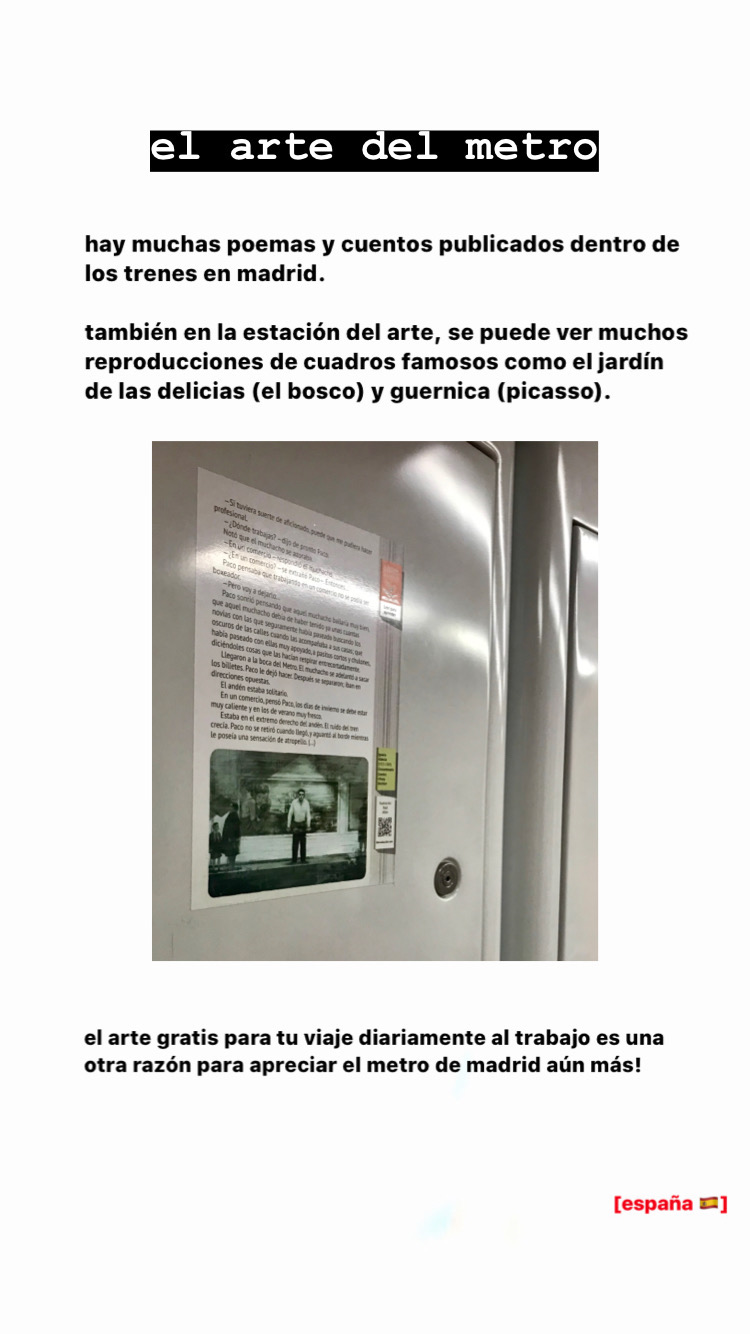 el arte del metro
hay muchas poemas y cuentos publicados dentro de
los trenes en madrid.
también en la estación del arte, se puede ver muchos
reproducciones de cuadros famosos como el jardín
de las delicias (el bosco) y guernica (picasso).
—Si tuviera suerte de aficionado, puede que me pudiera hacer
profesional.
—¿Dónde trabajas? —dijo de pronto Paco.
Notó que el muchacho se azoraba.
—En un comercio —respondió el muchacho.
—¿En un comercio? —se extrañó Paco—. Entonces...
Paco pensaba que trabajando en un comercio no se podía ser
boxeador.
—Pero voy a dejarlo...
Paco sonrió pensando que aquel muchacho bailaría muy bien,
que aquel muchacho debía de haber tenido ya unas cuantas
novias con las que seguramente había paseado buscando los
oscuros de las calles cuando las acompañaba a sus casas; que
había paseado con ellas muy apoyado, a pasitos cortos y chulones,
diciéndoles cosas que las hacían respirar entrecortadamente.
Llegaron a la boca del Metro. El muchacho se adelantó a sacar
los billetes. Paco le dejó hacer. Después se separaron; iban en
direcciones opuestas.
El andén estaba solitario.
En un comercio, pensó Paco, los días de invierno se debe estar
muy caliente y en los de verano muy fresco.
Estaba en el extremo derecho del andén. El ruido del tren
crecía. Paco no se retiró cuando llegó, y aguantó al borde mientras
le poseía una sensación de atropello. (...)
el arte gratis para tu viaje diariamente al trabajo es una
otra razón para apreciar el metro de madrid aún más!
[españa 🇪🇸]